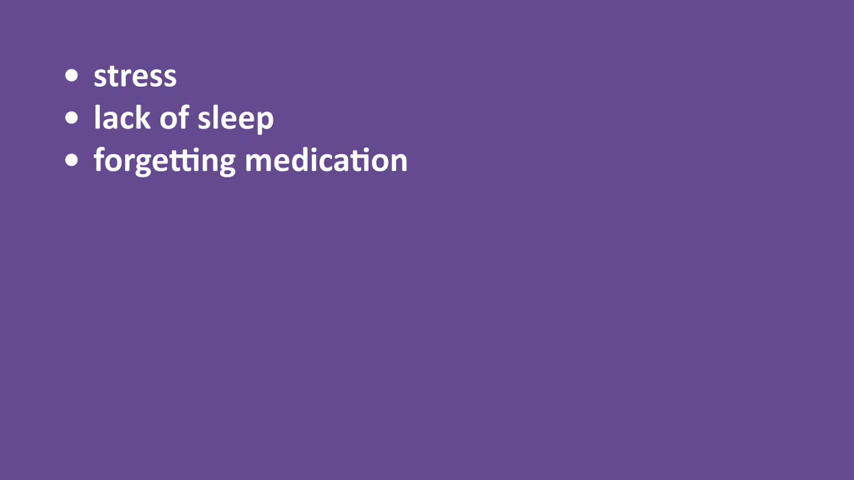 • stress
• lack of sleep
• forgetting medication